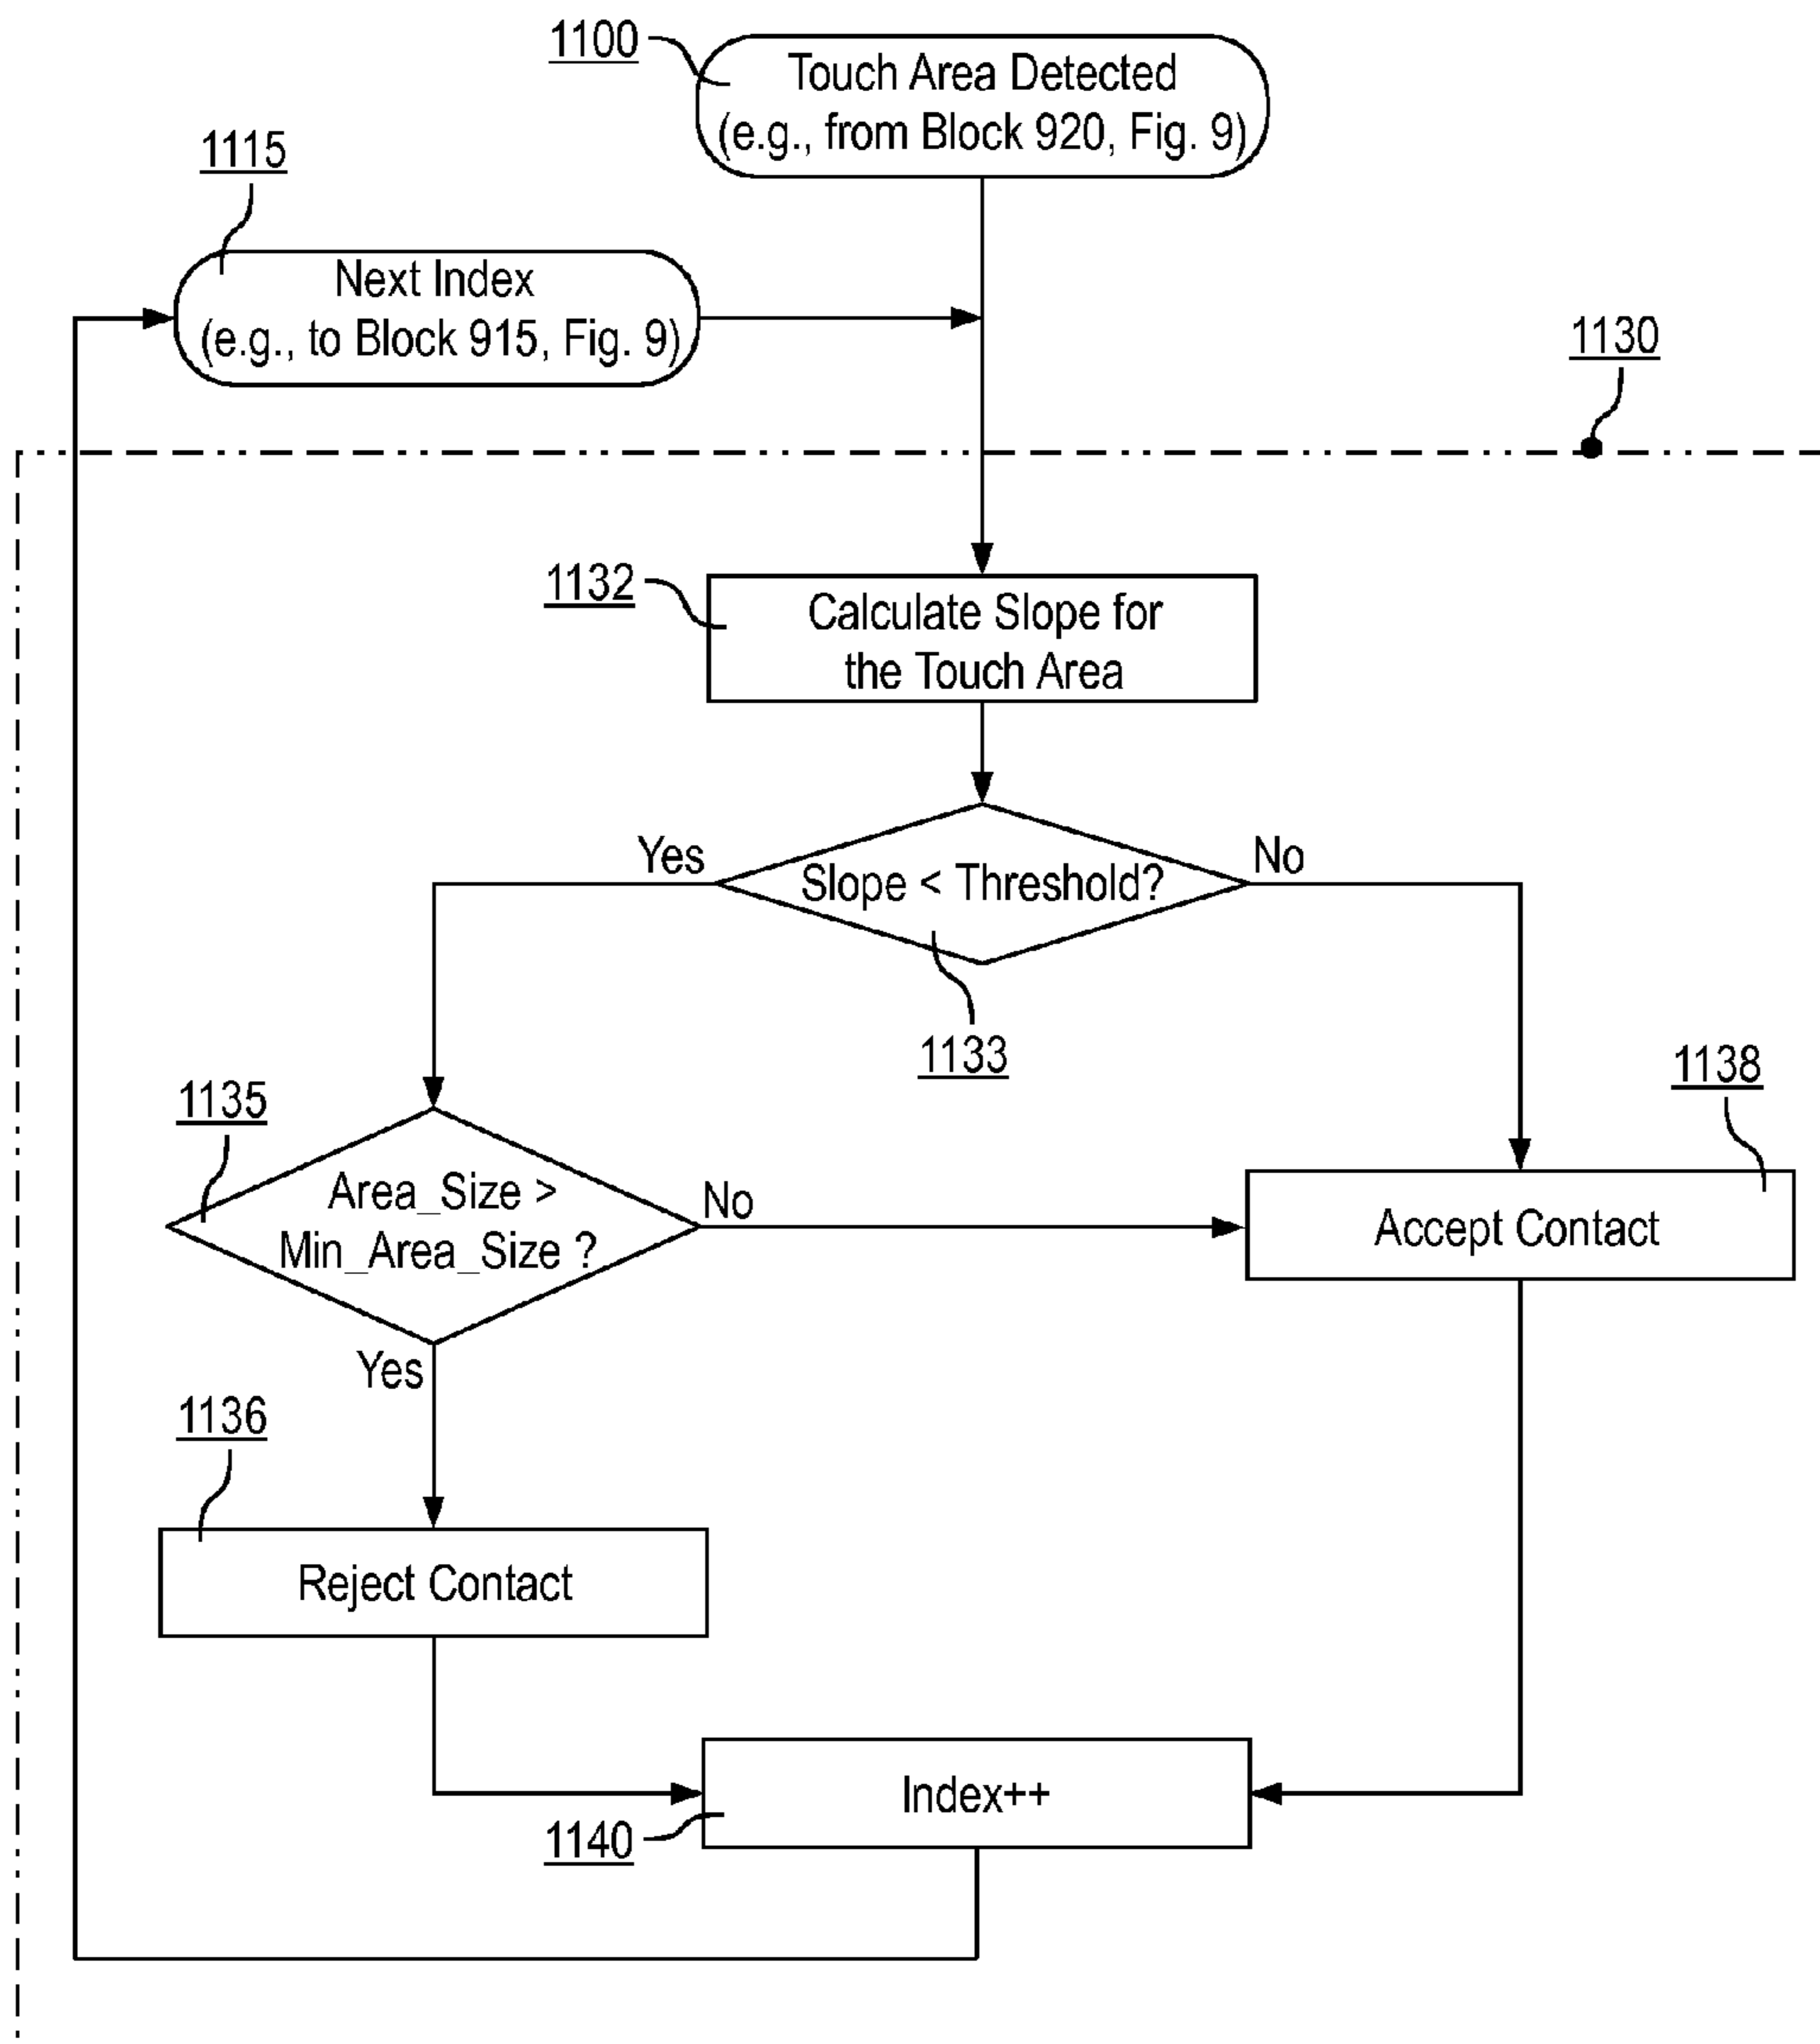 1100
Touch Area Detected
(e.g., from Block 920, Fig. 9)
1115
Next Index
(e.g., to Block 915, Fig. 9)
1130
1132
Calculate Slope for
the Touch Area
Yes
No
Slope < Threshold?
1133
1138
1135
Area_Size >
Min_Area_Size ?
No
Accept Contact
Yes
1136
Reject Contact
Index++
1140